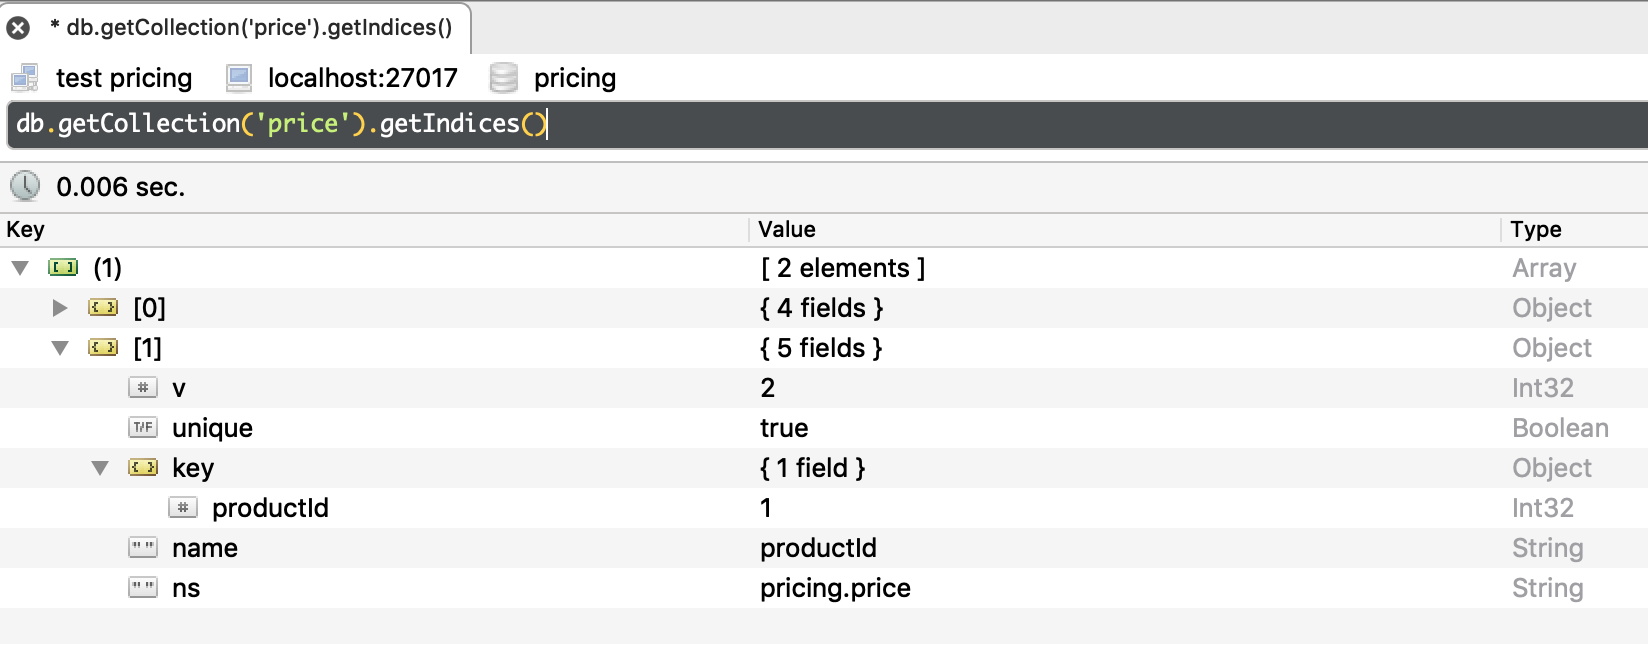 * db.getCollection('price').getIndices()
test pricing localhost:27017 pricing
db.getCollection('price').getIndices()
0.006 sec.
Key Value Type
(1) [ 2 elements ] Array
[0] { 4 fields } Object
[1] { 5 fields } Object
# v 2 Int32
T/F unique true Boolean
key { 1 field } Object
# productId 1 Int32
"" name productId String
"" ns pricing.price String